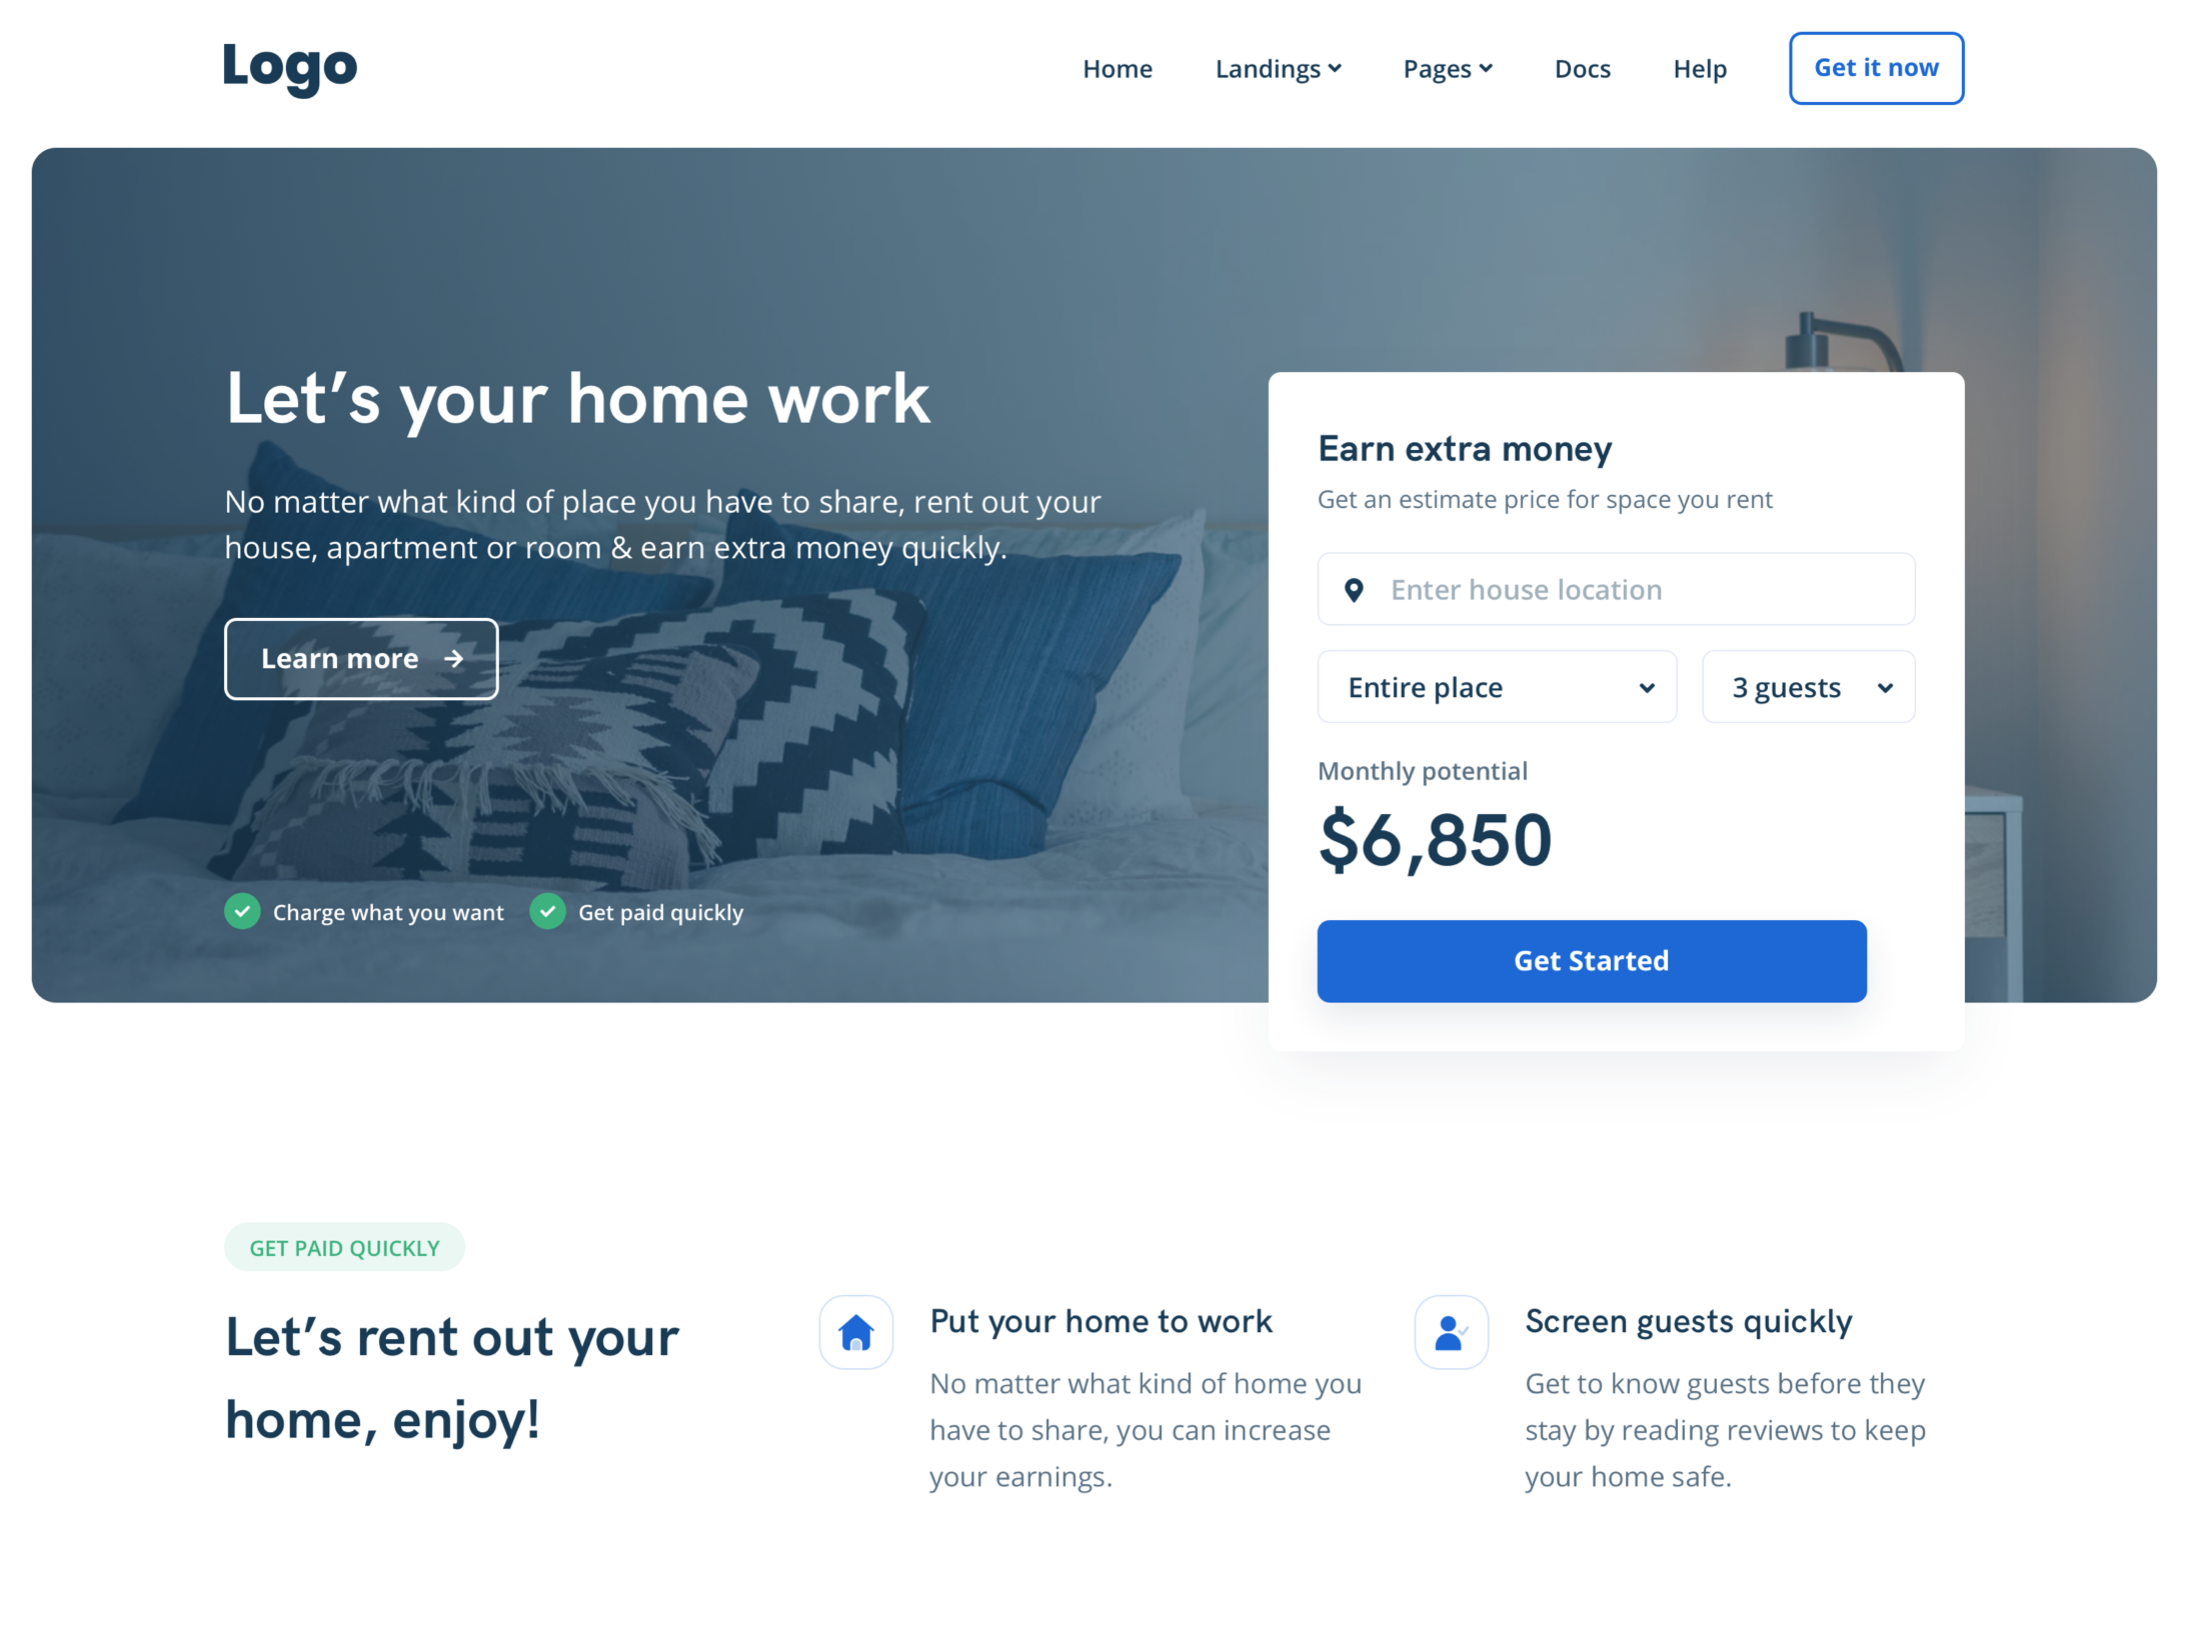 Logo
Home
Landings
Pages
Docs
Help
Get it now
Let’s your home work
No matter what kind of place you have to share, rent out your
house, apartment or room & earn extra money quickly.
Learn more
Charge what you want
Get paid quickly
Earn extra money
Get an estimate price for space you rent
Enter house location
Entire place
3 guests
Monthly potential
$6,850
Get Started
GET PAID QUICKLY
Let’s rent out your
home, enjoy!
Put your home to work
No matter what kind of home you
have to share, you can increase
your earnings.
Screen guests quickly
Get to know guests before they
stay by reading reviews to keep
your home safe.